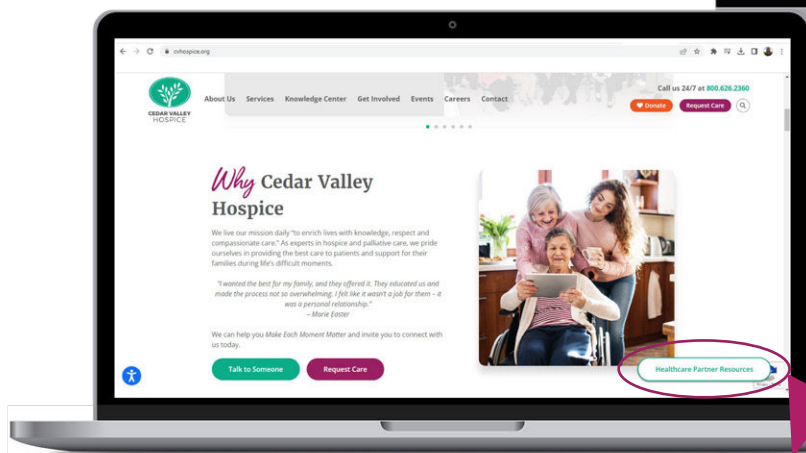 cvhospice.org
CEDAR VALLEY
HOSPICE
About Us Services Knowledge Center Get Involved Events Careers Contact
Call us 24/7 at 800.626.2360
Donate Request Care
Why Cedar Valley
Hospice
We live our mission daily "to enrich lives with knowledge, respect and
compassionate care." As experts in hospice and palliative care, we pride
ourselves in providing the best care to patients and support for their
families during life's difficult moments.
"I wanted the best for my family, and they offered it. They educated us and
made the process not so overwhelming. I felt like it wasn't a job for them – it
was a personal relationship."
– Marie Easter
We can help you Make Each Moment Matter and invite you to connect with
us today.
Talk to Someone Request Care
Healthcare Partner Resources